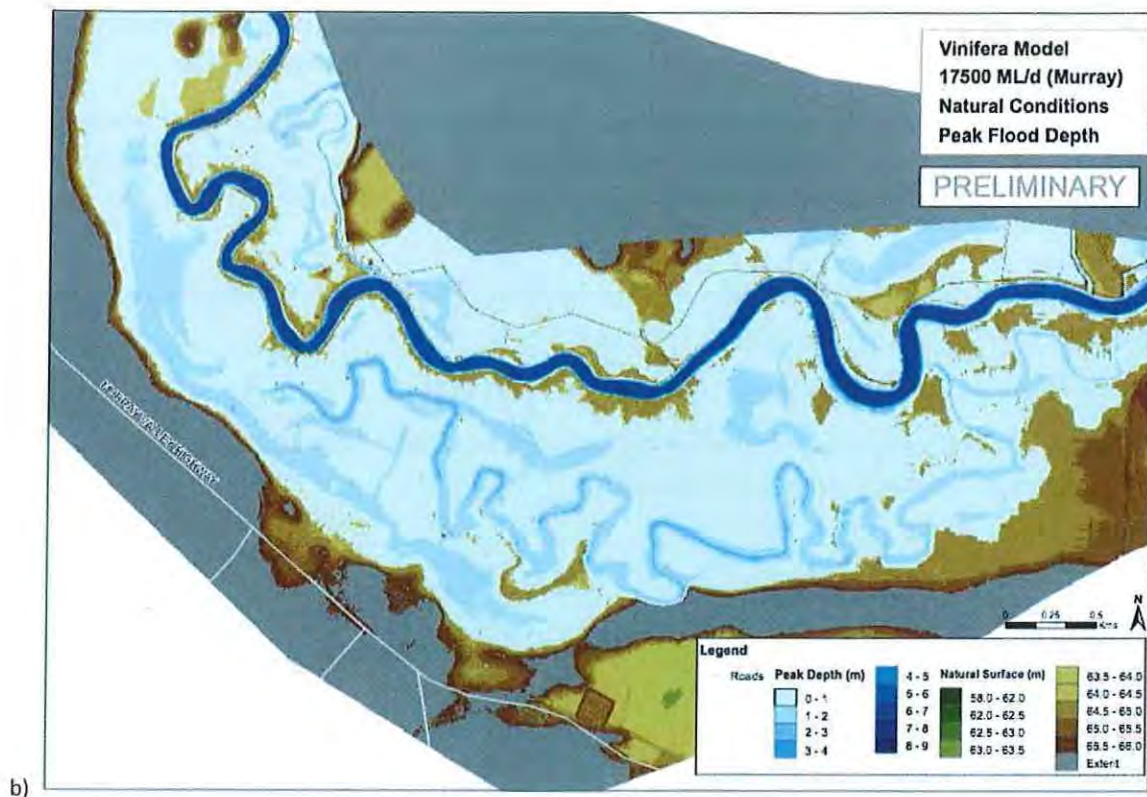 Vinifera Model
17500 ML/d (Murray)
Natural Conditions
Peak Flood Depth
PRELIMINARY
MURRAY VALLEY HIGHWAY
N
0 0.25 0.5
Kms
Legend
Roads
Peak Depth (m)
0 - 1
1 - 2
2 - 3
3 - 4
4 - 5
5 - 6
6 - 7
7 - 8
8 - 9
Natural Surface (m)
58.0 - 62.0
62.0 - 62.5
62.5 - 63.0
63.0 - 63.5
63.5 - 64.0
64.0 - 64.5
64.5 - 65.0
65.0 - 65.5
65.5 - 66.0
Extent
b)